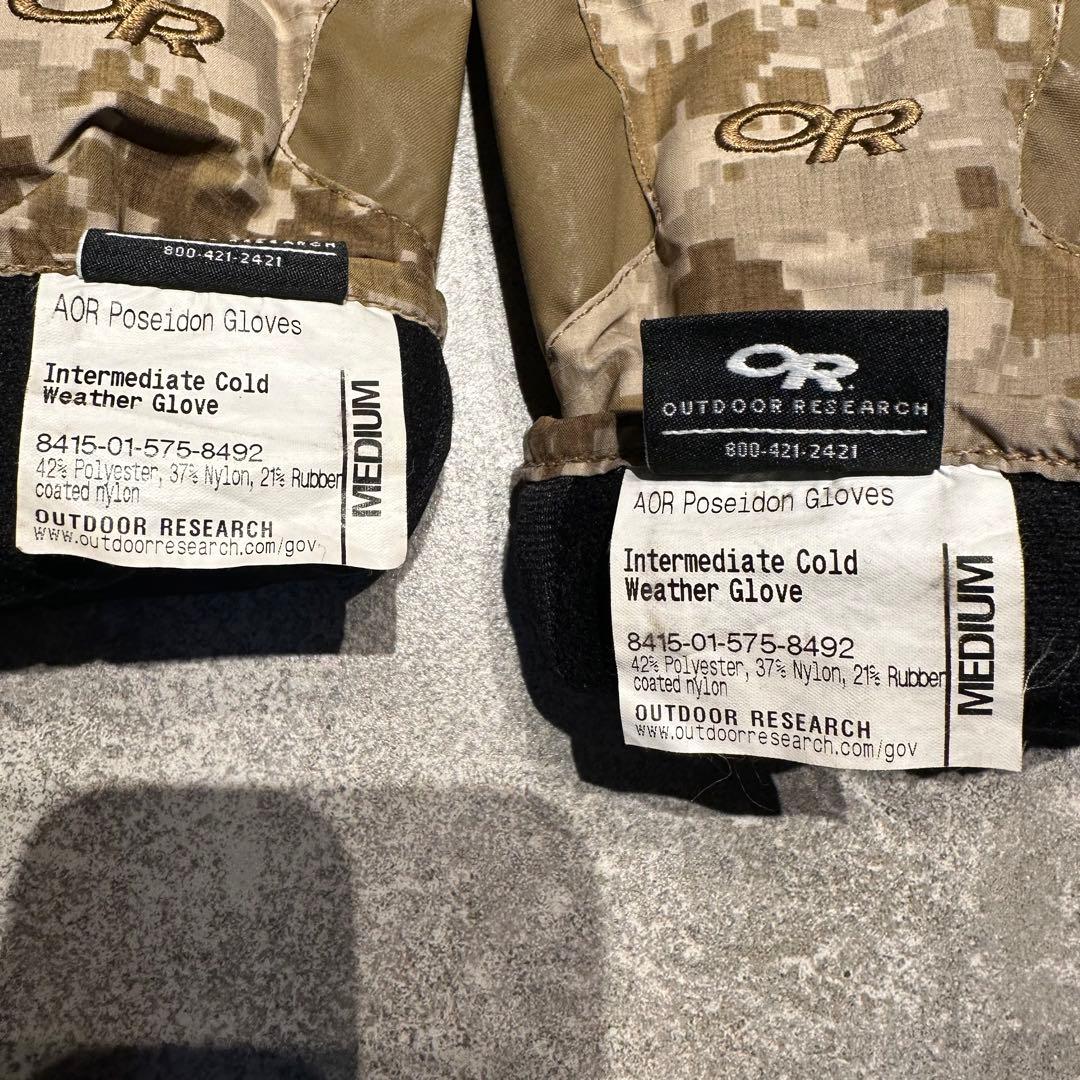 OR
RESEARCH
800-421-2421
AOR Poseidon Gloves
Intermediate Cold
Weather Glove
8415-01-575-8492
42% Polyester, 37% Nylon, 21% Rubber
coated nylon
OUTDOOR RESEARCH
www.outdoorresearch.com/gov
MEDIUM
OR
OR
OUTDOOR RESEARCH
800-421-2421
AOR Poseidon Gloves
Intermediate Cold
Weather Glove
8415-01-575-8492
42% Polyester, 37% Nylon, 21% Rubber
coated nylon
OUTDOOR RESEARCH
www.outdoorresearch.com/gov
MEDIUM